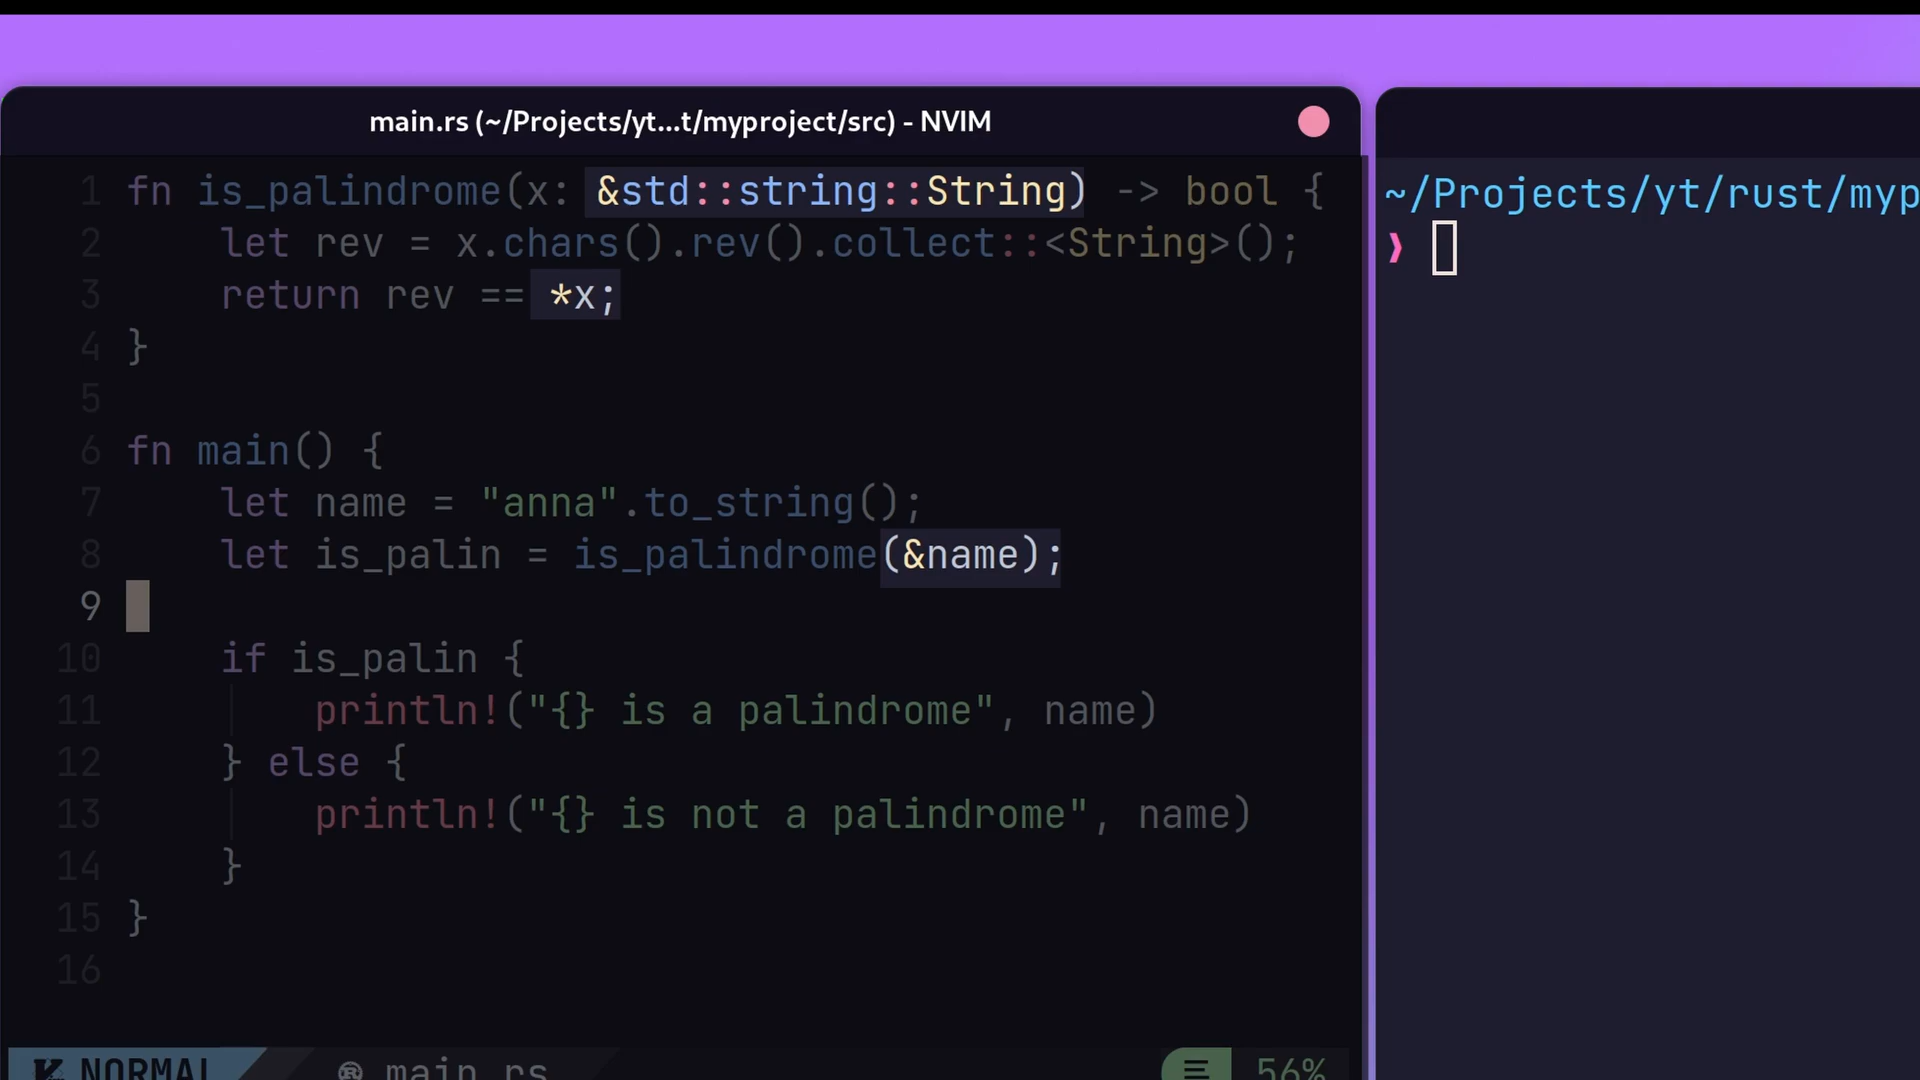 main.rs (~/Projects/yt...t/myproject/src) - NVIM
1 fn is_palindrome(x: &std::string::String) -> bool {
2 let rev = x.chars().rev().collect::<String>();
3 return rev == *x;
4 }
5
6 fn main() {
7 let name = "anna".to_string();
8 let is_palin = is_palindrome(&name);
9
10 if is_palin {
11 println!("{} is a palindrome", name)
12 } else {
13 println!("{} is not a palindrome", name)
14 }
15 }
16
NORMAL main.rs 56%
~/Projects/yt/rust/myp
❯